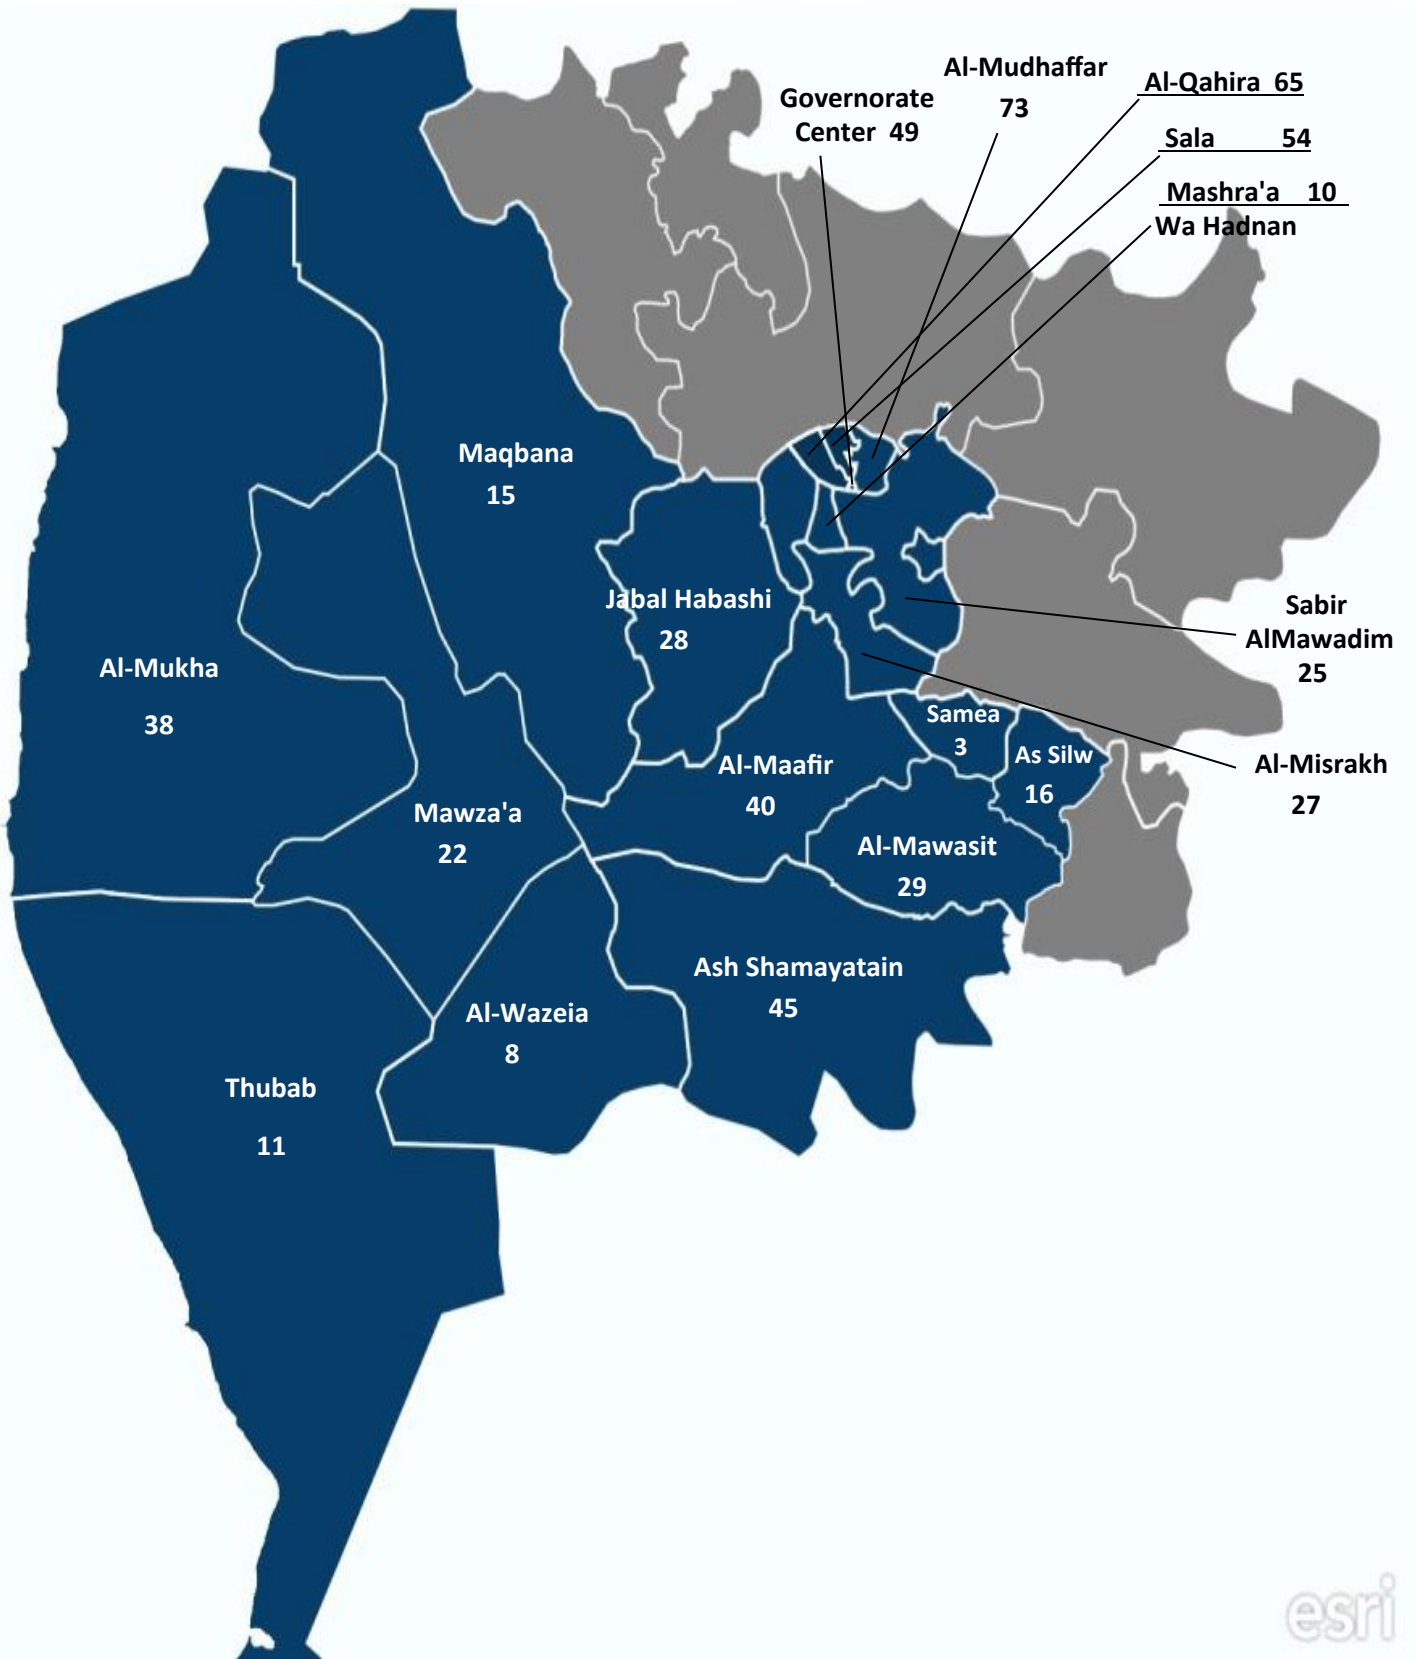 Al-Mudhaffar
73
Governorate
Center 49
Al-Qahira 65
Sala 54
Mashra'a 10
Wa Hadnan
Maqbana
15
Jabal Habashi
28
Sabir
AlMawadim
25
Al-Mukha
38
Samea
3
As Silw
16
Al-Maafir
40
Al-Misrakh
27
Mawza'a
22
Al-Mawasit
29
Ash Shamayatain
45
Al-Wazeia
8
Thubab
11
esri